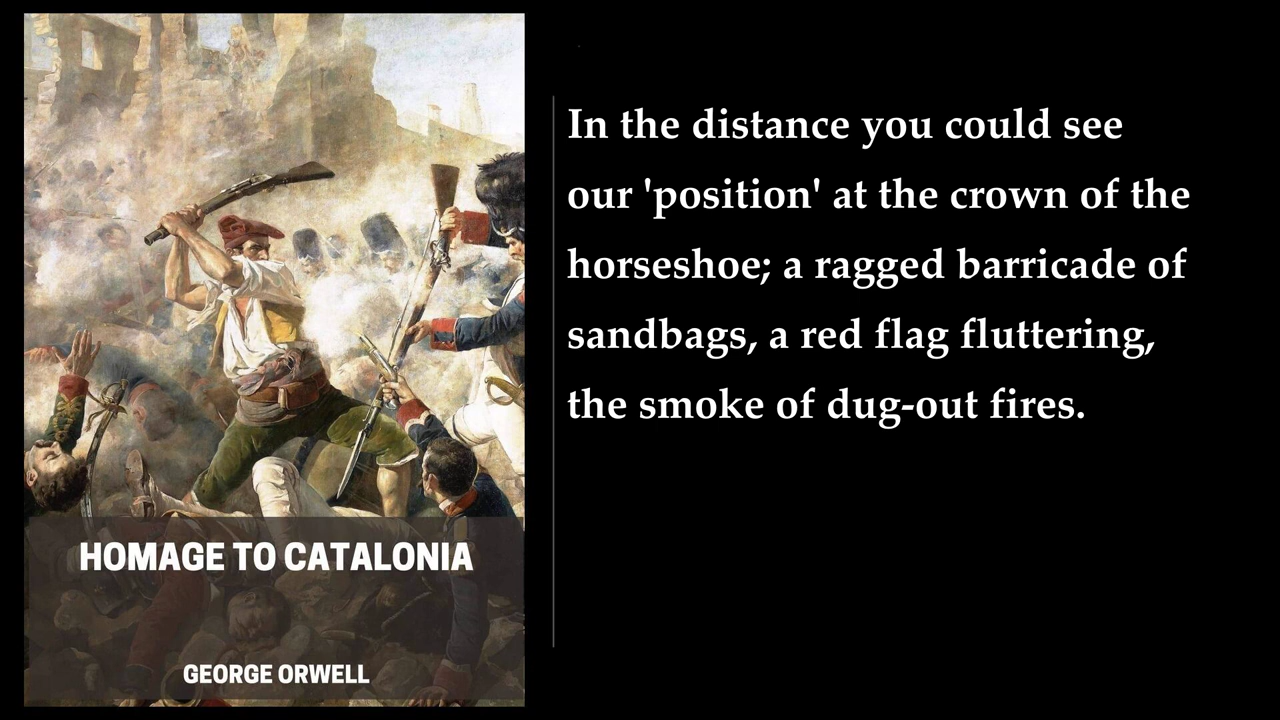 In the distance you could see
our 'position' at the crown of the
horseshoe; a ragged barricade of
sandbags, a red flag fluttering,
the smoke of dug-out fires.
HOMAGE TO CATALONIA
GEORGE ORWELL